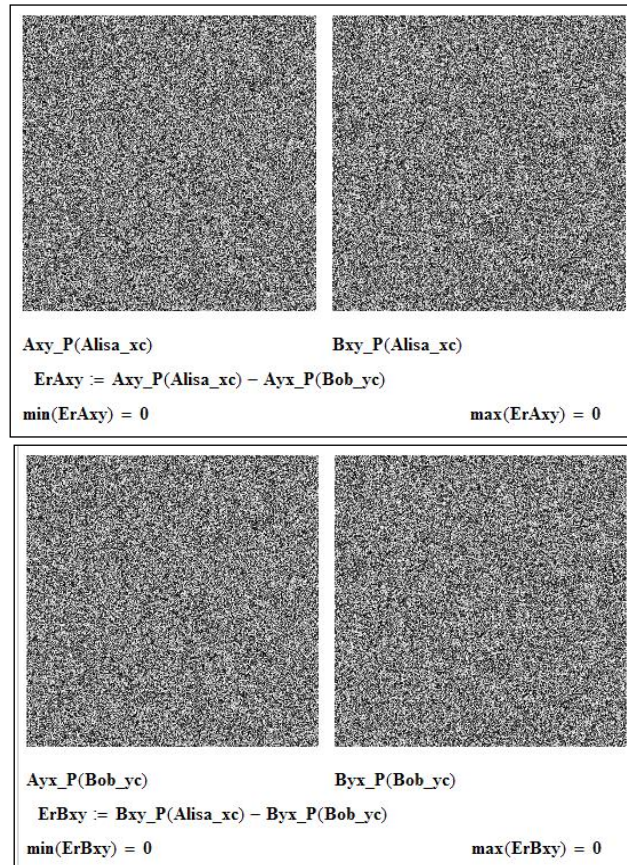 Axy_P(Alisa_xc) Bxy_P(Alisa_xc)
ErAxy := Axy_P(Alisa_xc) − Ayx_P(Bob_yc)
min(ErAxy) = 0 max(ErAxy) = 0
Ayx_P(Bob_yc) Byx_P(Bob_yc)
ErBxy := Bxy_P(Alisa_xc) − Byx_P(Bob_yc)
min(ErBxy) = 0 max(ErBxy) = 0